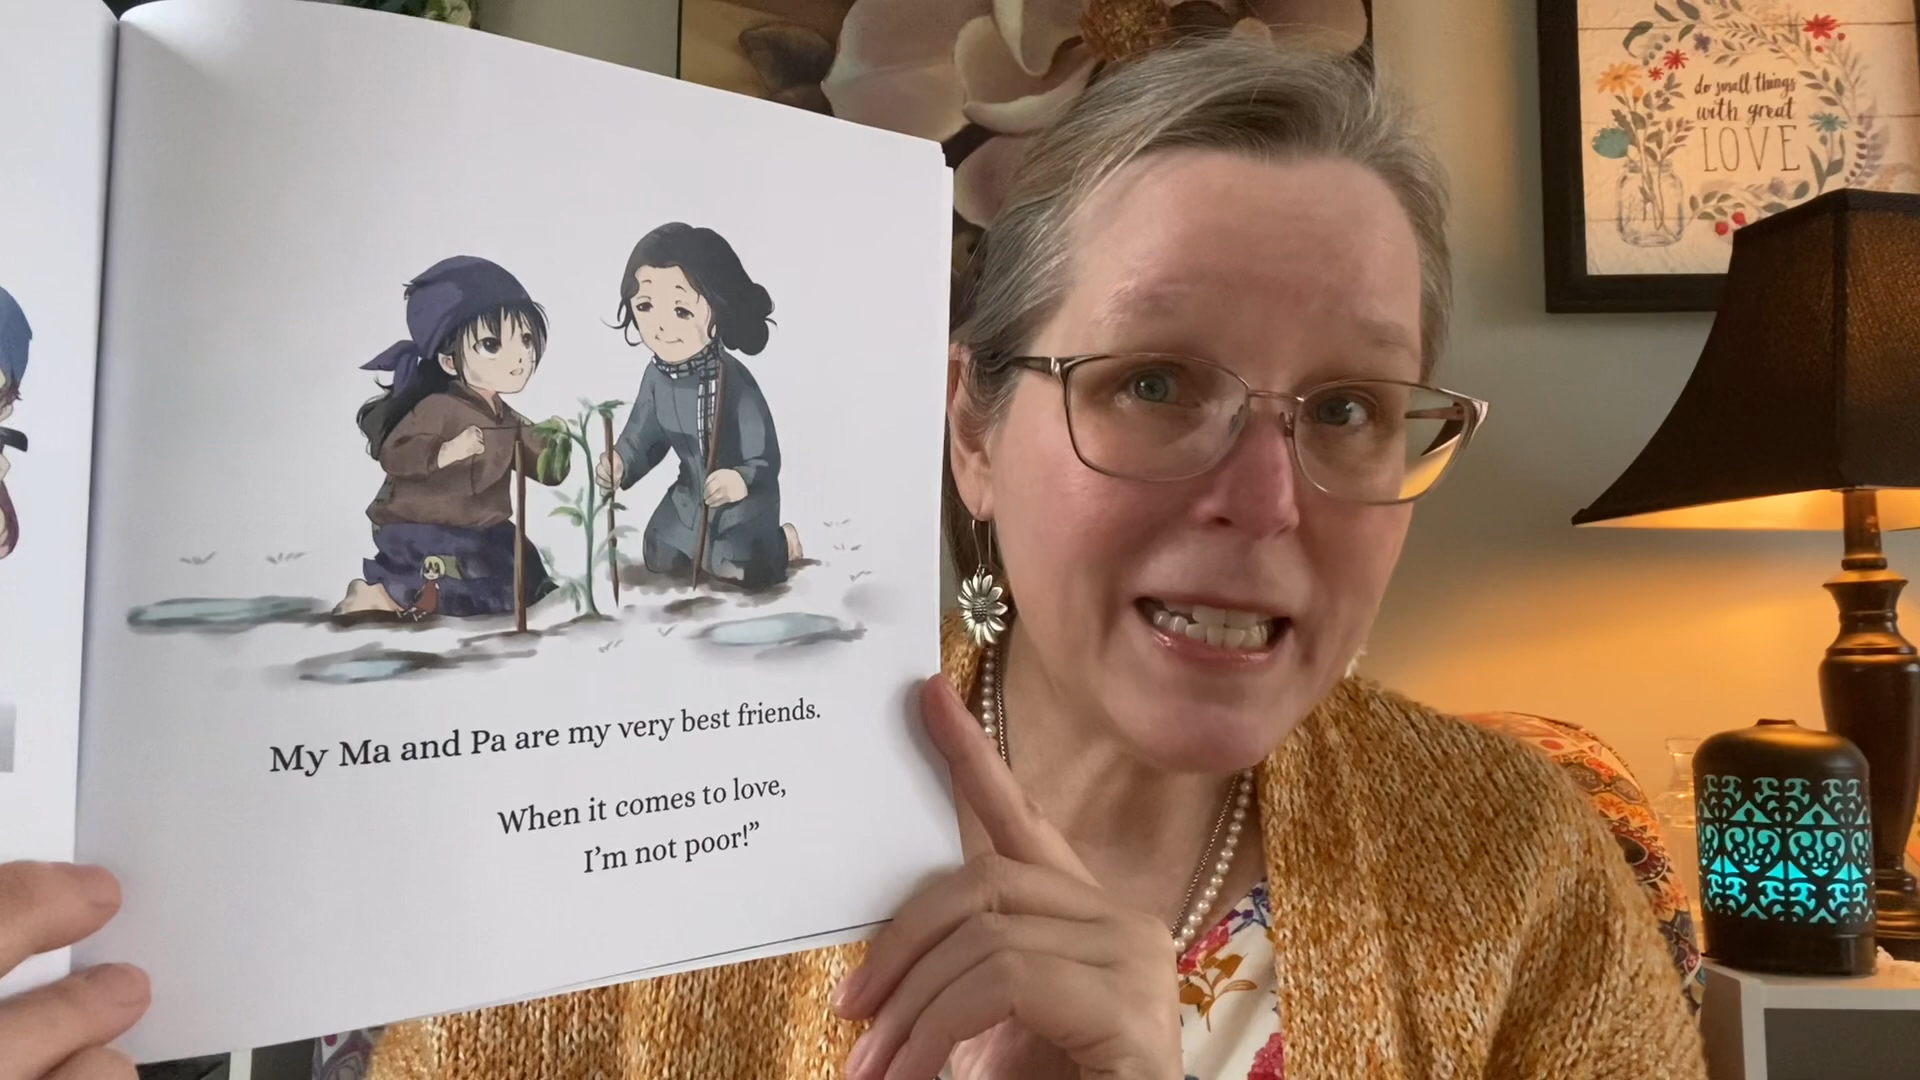 My Ma and Pa are my very best friends.
When it comes to love,
I'm not poor!”
do small things
with great
LOVE